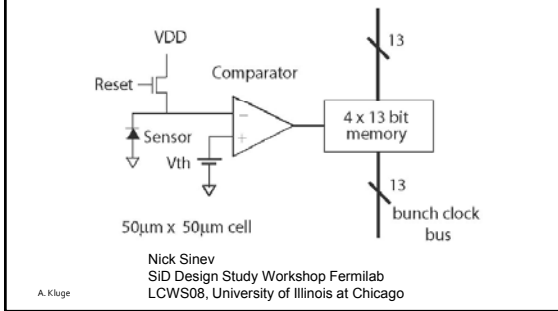 VDD
13
Reset
Comparator
−
4 x 13 bit
memory
Sensor
+
Vth
13
bunch clock
bus
50μm x 50μm cell
Nick Sinev
SiD Design Study Workshop Fermilab
A. Kluge
LCWS08, University of Illinois at Chicago